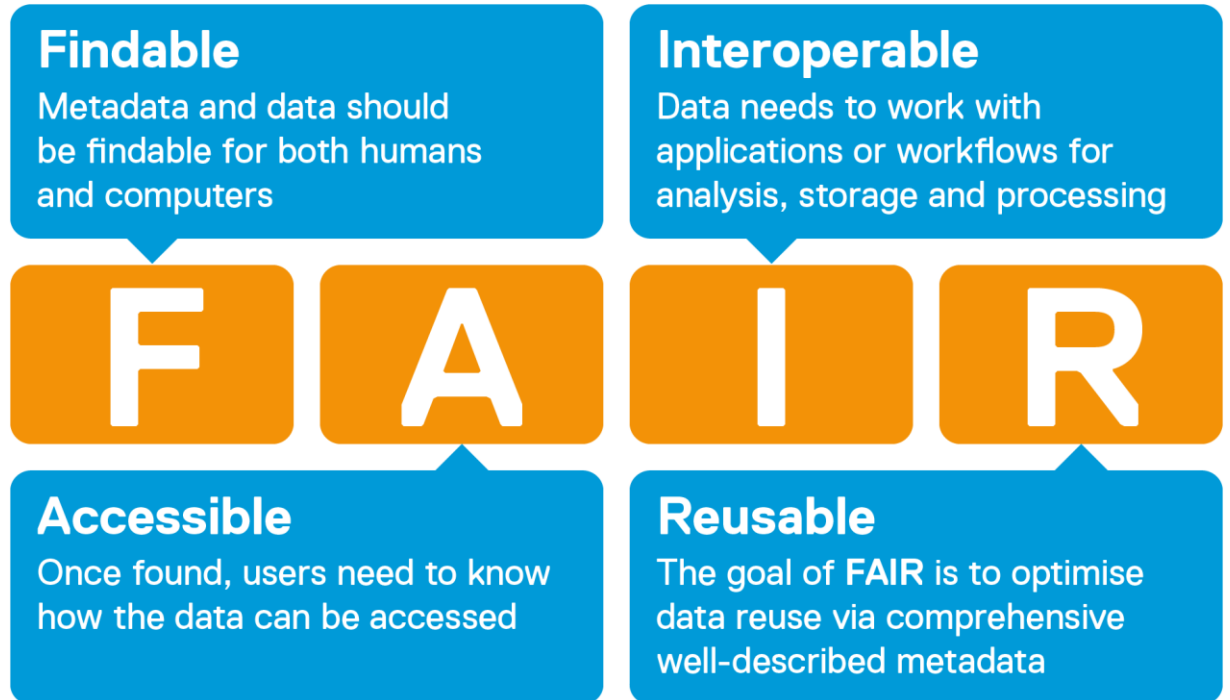 Findable
Metadata and data should
be findable for both humans
and computers
Interoperable
Data needs to work with
applications or workflows for
analysis, storage and processing
F A I R
Accessible
Once found, users need to know
how the data can be accessed
Reusable
The goal of FAIR is to optimise
data reuse via comprehensive
well-described metadata